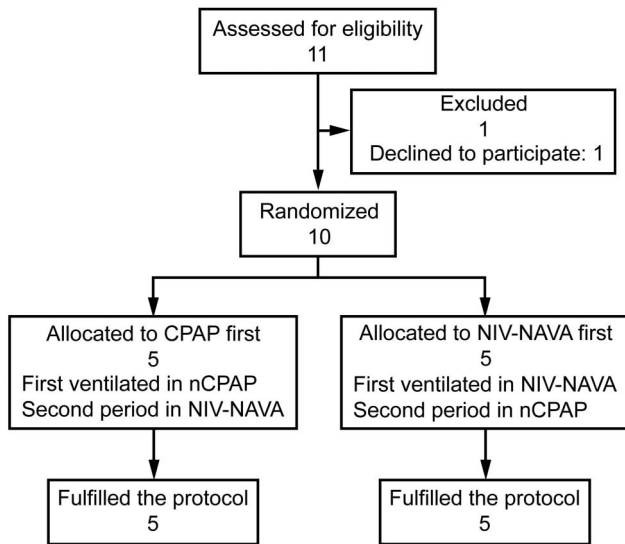 Assessed for eligibility
11
Excluded
1
Declined to participate: 1
Randomized
10
Allocated to CPAP first
5
First ventilated in nCPAP
Second period in NIV-NAVA
Allocated to NIV-NAVA first
5
First ventilated in NIV-NAVA
Second period in nCPAP
Fulfilled the protocol
5
Fulfilled the protocol
5